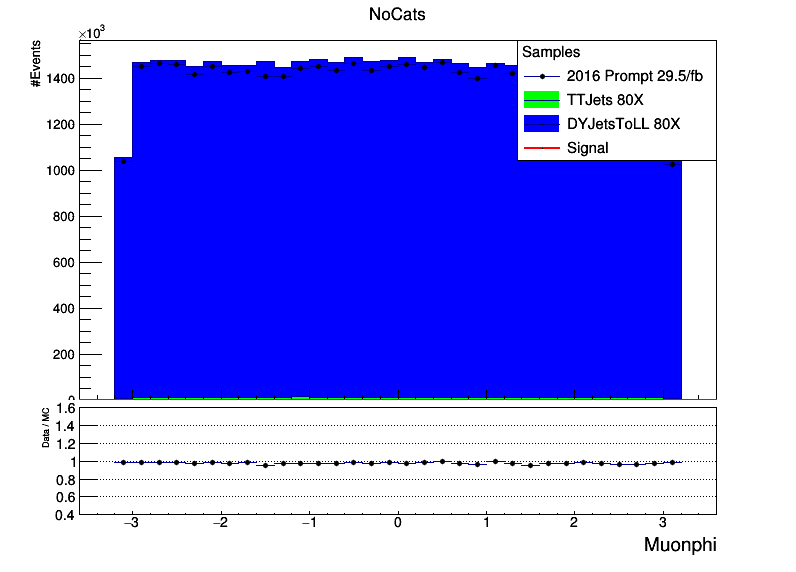 NoCats
×10³
#Events
Samples
2016 Prompt 29.5/fb
TTJets 80X
DYJetsToLL 80X
Signal
1400
1200
1000
800
600
400
200
0
Data / MC
1.6
1.4
1.2
1
0.8
0.6
0.4
−3
−2
−1
0
1
2
3
Muonphi